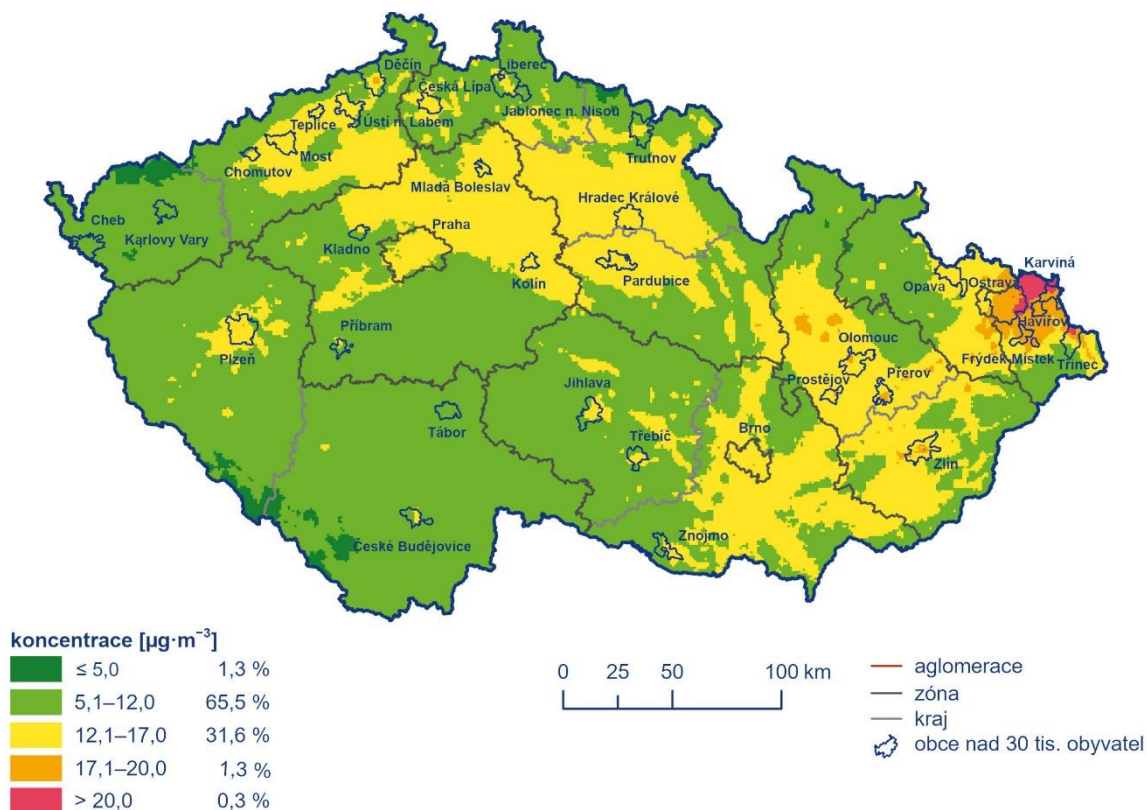 Děčín
Liberec
Česká Lípa
Jablonec n. Nisou
Teplice
Ústí n. Labem
Most
Trutnov
Chomutov
Mladá Boleslav
Hradec Králové
Cheb
Karlovy Vary
Praha
Kladno
Kolín
Pardubice
Karviná
Opava
Ostrava
Havířov
Příbram
Plzeň
Olomouc
Frýdek-Místek
Třinec
Přerov
Prostějov
Jihlava
Tábor
Třebíč
Brno
Zlín
České Budějovice
Znojmo
koncentrace [µg·m⁻³]
≤ 5,0 1,3 %
5,1–12,0 65,5 %
12,1–17,0 31,6 %
17,1–20,0 1,3 %
> 20,0 0,3 %
0 25 50 100 km
aglomerace
zóna
kraj
obce nad 30 tis. obyvatel